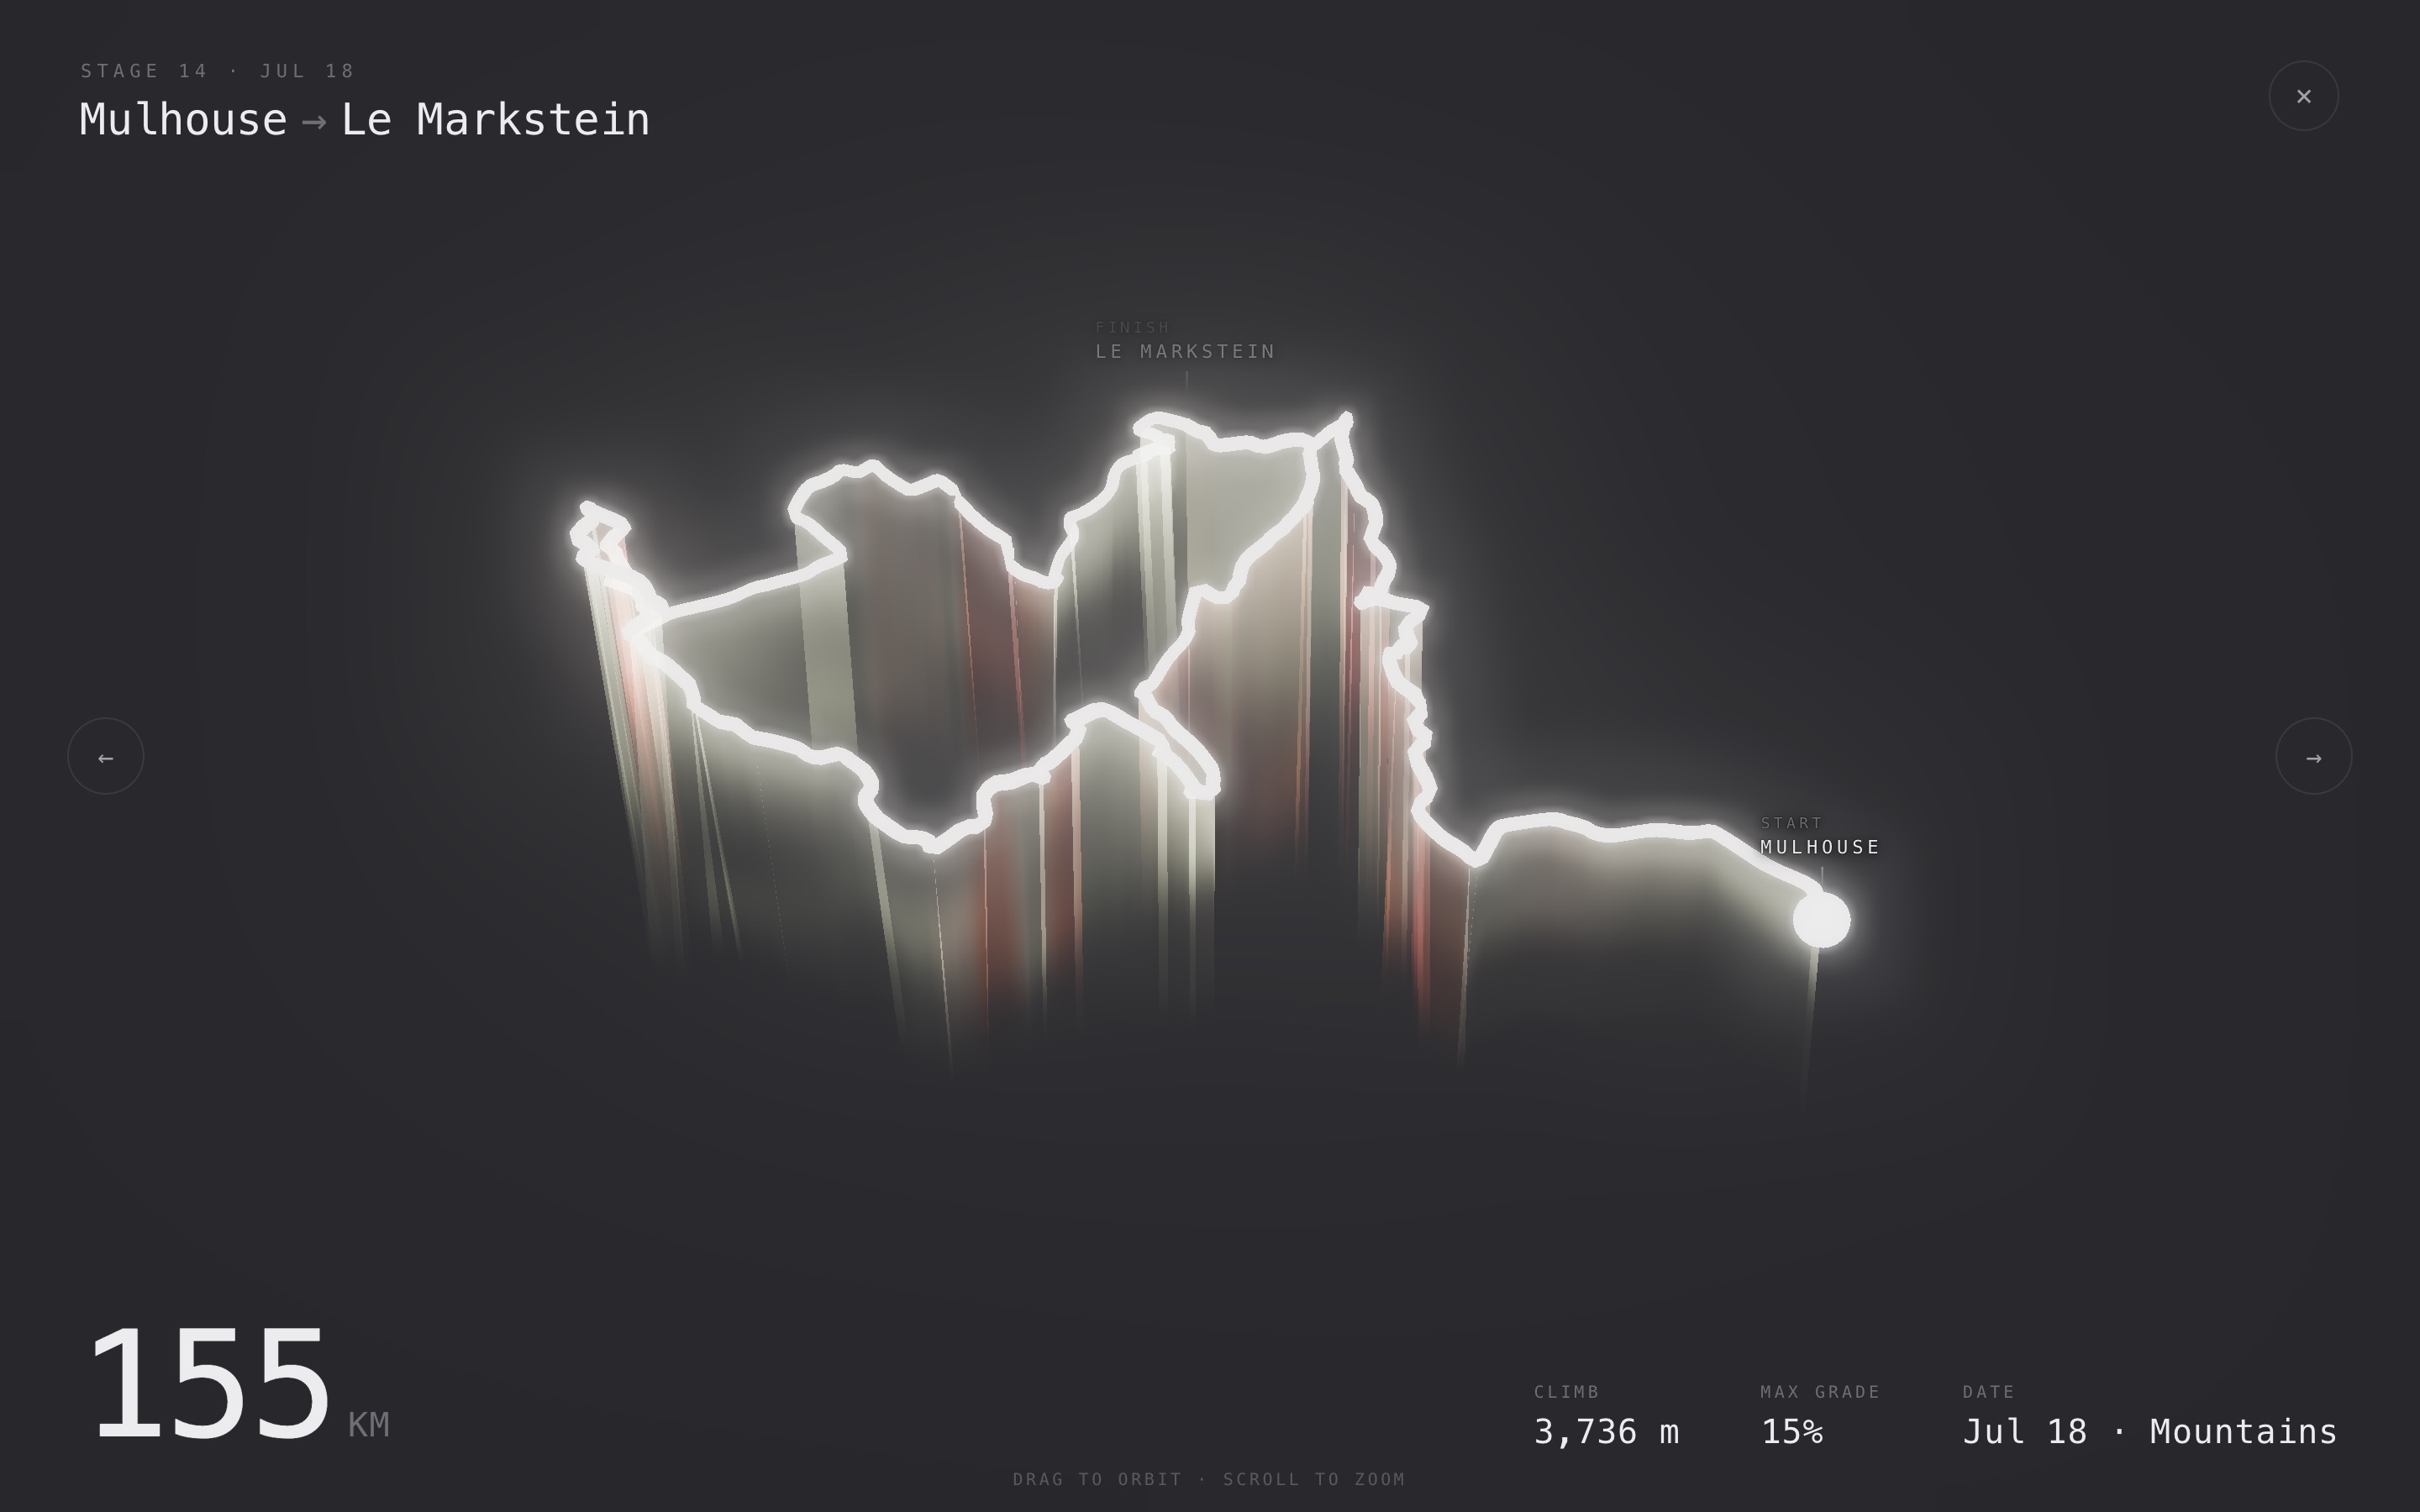 STAGE 14 · JUL 18
Mulhouse → Le Markstein
×
FINISH
LE MARKSTEIN
←
→
START
MULHOUSE
155 KM
CLIMB
3,736 m
MAX GRADE
15%
DATE
Jul 18 · Mountains
DRAG TO ORBIT · SCROLL TO ZOOM